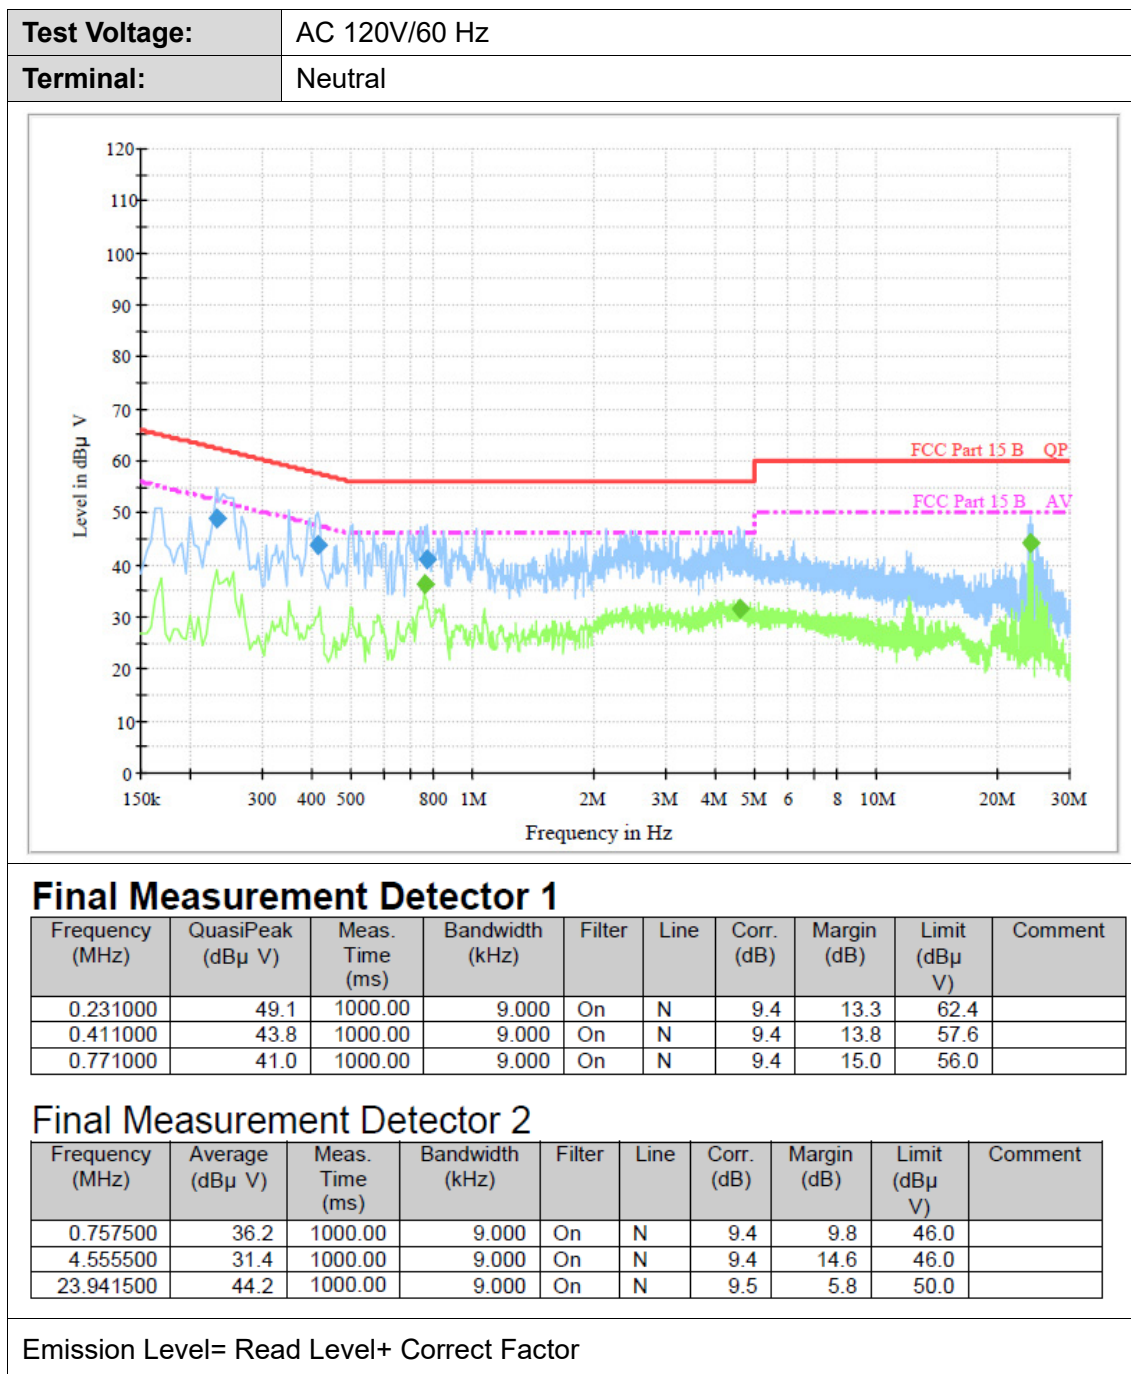 Test Voltage: AC 120V/60 Hz
Terminal: Neutral
120
110
100
90
80
70
60
50
40
30
20
10
0
Level in dBµ V
FCC Part 15 B QP
FCC Part 15 B AV
150k 300 400 500 800 1M 2M 3M 4M 5M 6 8 10M 20M 30M
Frequency in Hz
Final Measurement Detector 1
Frequency (MHz) QuasiPeak (dBµ V) Meas. Time (ms) Bandwidth (kHz) Filter Line Corr. (dB) Margin (dB) Limit (dBµ V) Comment
0.231000 49.1 1000.00 9.000 On N 9.4 13.3 62.4
0.411000 43.8 1000.00 9.000 On N 9.4 13.8 57.6
0.771000 41.0 1000.00 9.000 On N 9.4 15.0 56.0
Final Measurement Detector 2
Frequency (MHz) Average (dBµ V) Meas. Time (ms) Bandwidth (kHz) Filter Line Corr. (dB) Margin (dB) Limit (dBµ V) Comment
0.757500 36.2 1000.00 9.000 On N 9.4 9.8 46.0
4.555500 31.4 1000.00 9.000 On N 9.4 14.6 46.0
23.941500 44.2 1000.00 9.000 On N 9.5 5.8 50.0
Emission Level= Read Level+ Correct Factor